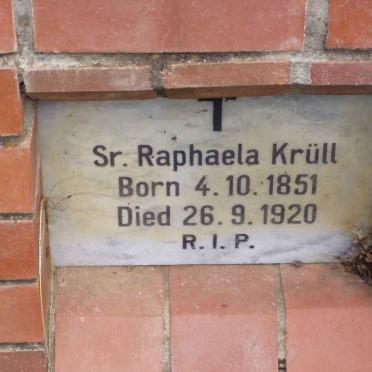 Sr. Raphaela Krüll
Born 4.10.1851
Died 26.9.1920
R.I.P.